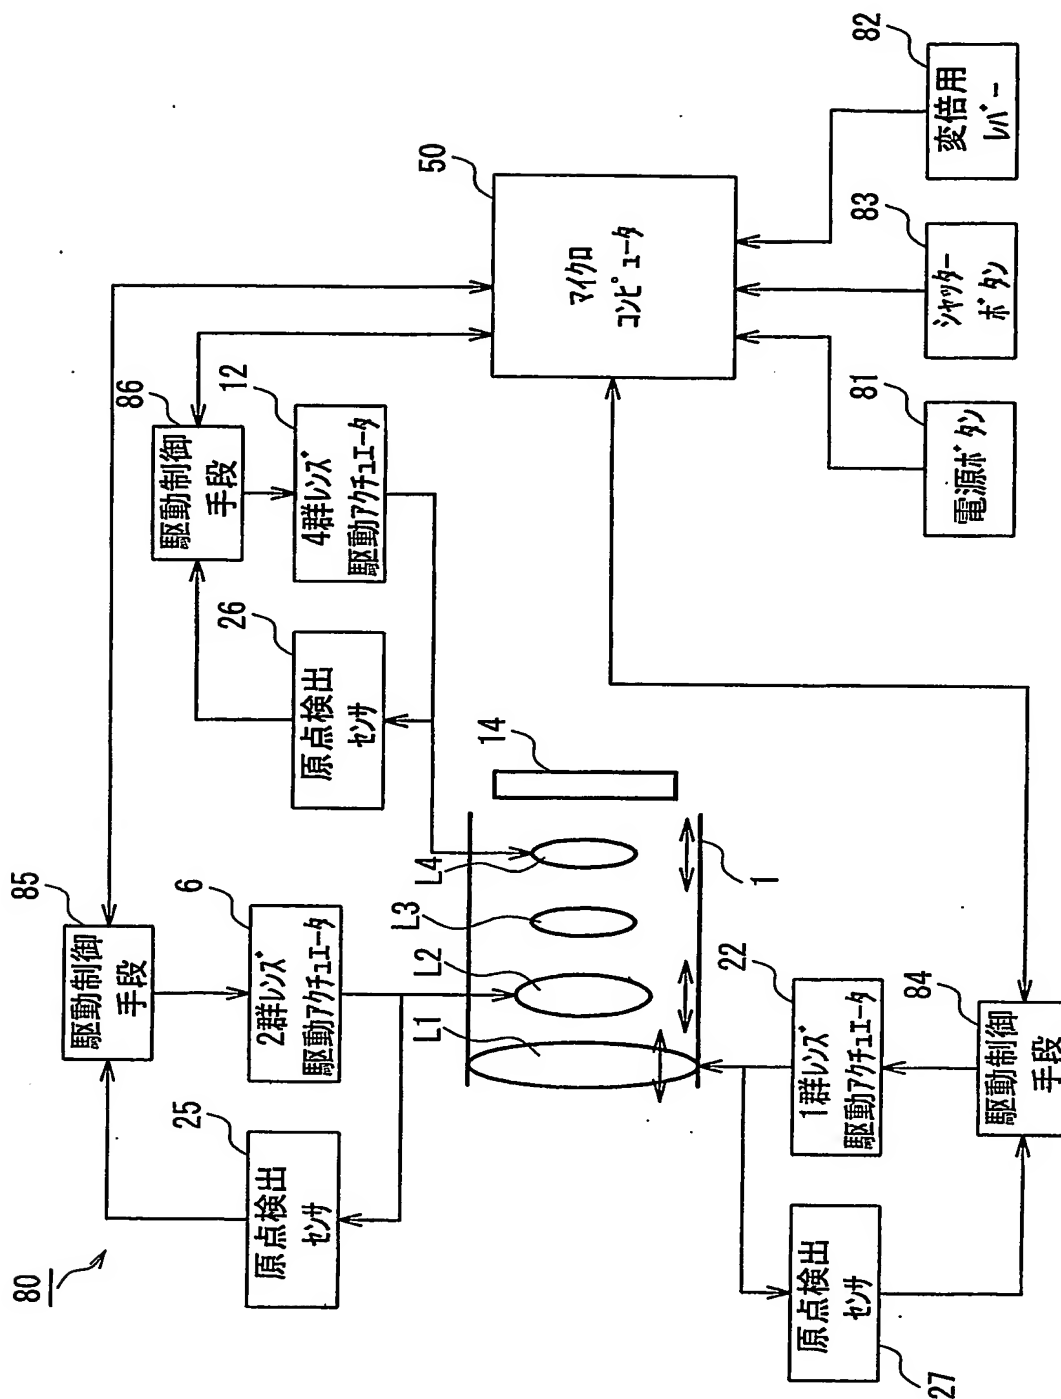 80
25
原点検出
センサ
85
駆動制御
手段
6
2群レンズ
駆動アクチュエータ
86
駆動制御
手段
12
4群レンズ
駆動アクチュエータ
26
原点検出
センサ
50
マイクロ
コンピュータ
82
変倍用
レバー
83
シャッター
ボタン
81
電源ボタン
L1
L2
L3
L4
14
1
22
1群レンズ
駆動アクチュエータ
84
駆動制御
手段
原点検出
センサ
27